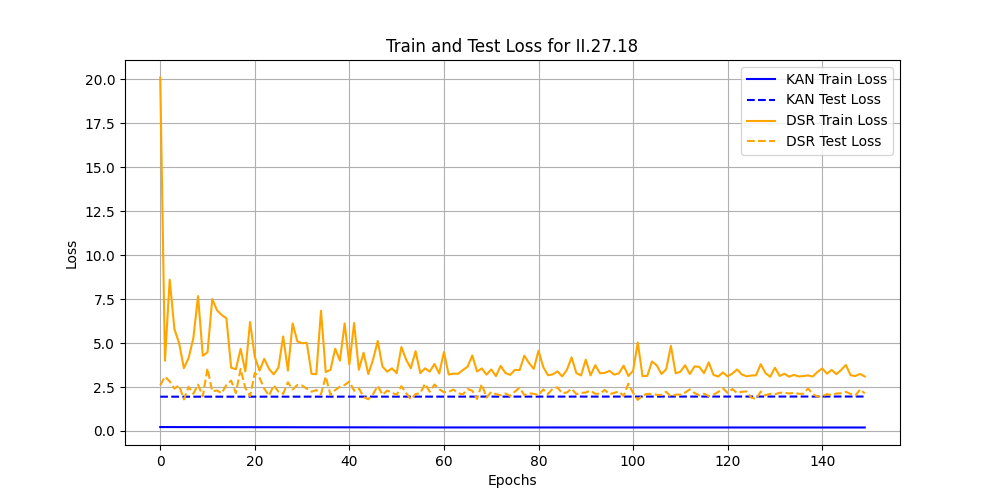 Train and Test Loss for II.27.18
KAN Train Loss
KAN Test Loss
DSR Train Loss
DSR Test Loss
Loss
20.0
17.5
15.0
12.5
10.0
7.5
5.0
2.5
0.0
0 20 40 60 80 100 120 140
Epochs